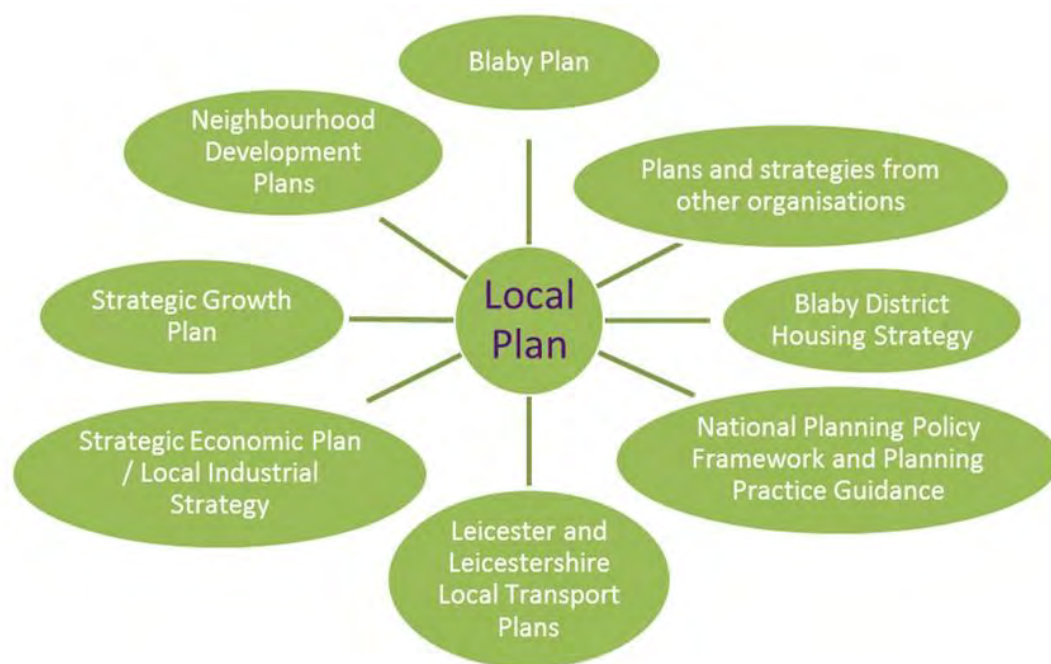 Blaby Plan
Neighbourhood
Development
Plans
Plans and strategies from
other organisations
Strategic Growth
Plan
Local
Plan
Blaby District
Housing Strategy
Strategic Economic Plan
/ Local Industrial
Strategy
National Planning Policy
Framework and Planning
Practice Guidance
Leicester and
Leicestershire
Local Transport
Plans